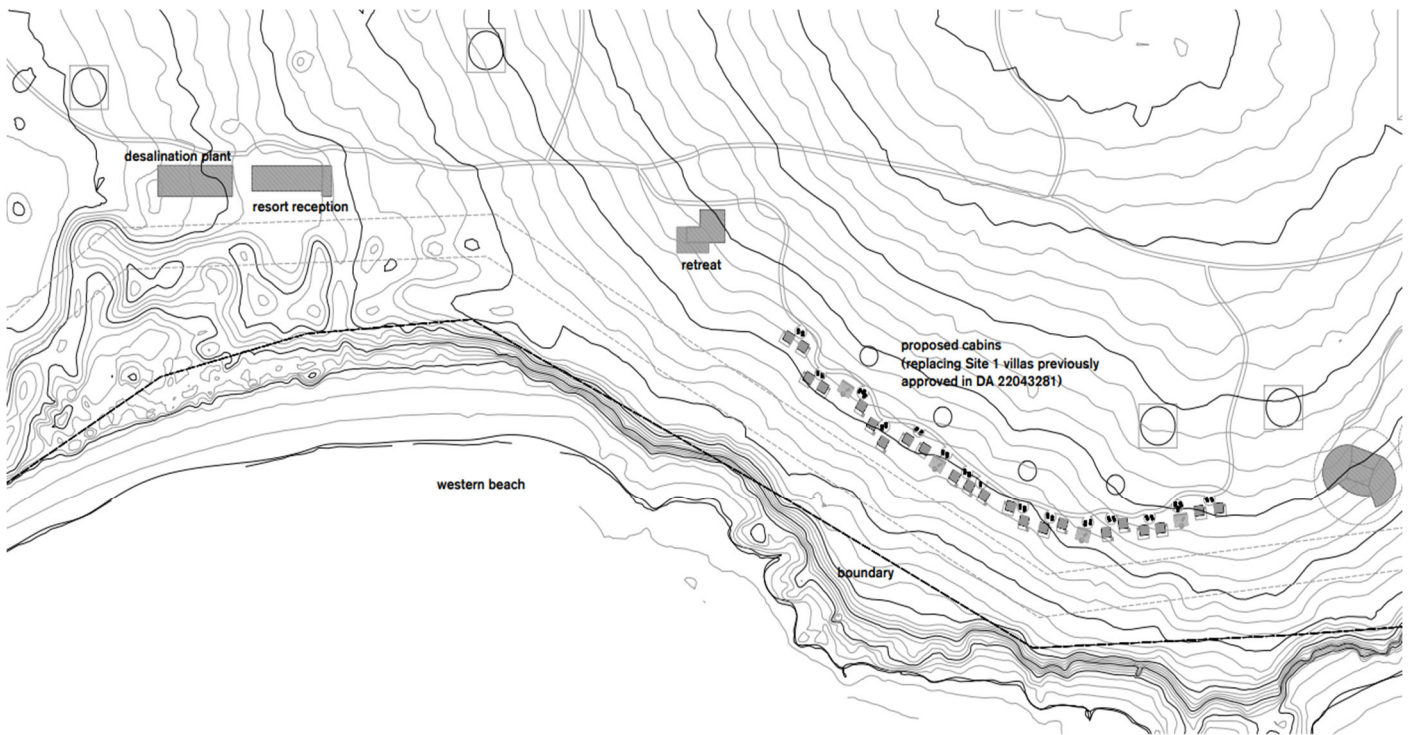 desalination plant
resort reception
retreat
proposed cabins
(replacing Site 1 villas previously
approved in DA 22043281)
western beach
boundary